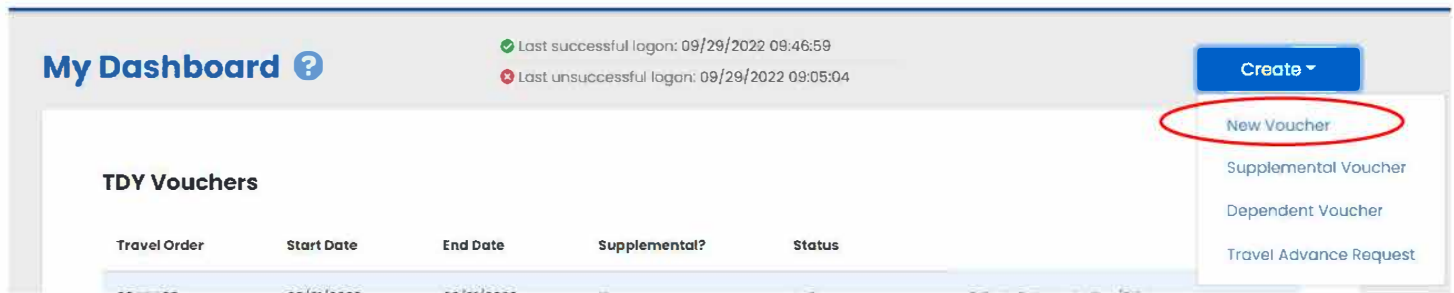 My Dashboard ?
Last successful logon: 09/29/2022 09:46:59
Last unsuccessful logon: 09/29/2022 09:05:04
Create
New Voucher
Supplemental Voucher
Dependent Voucher
Travel Advance Request
TDY Vouchers
Travel Order Start Date End Date Supplemental? Status